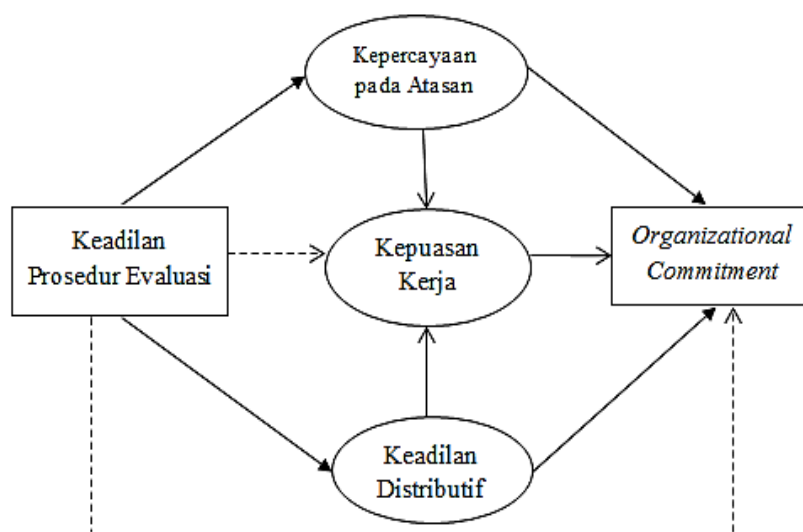 Kepercayaan
pada Atasan
Keadilan
Prosedur Evaluasi
Kepuasan
Kerja
Organizational
Commitment
Keadilan
Distributif